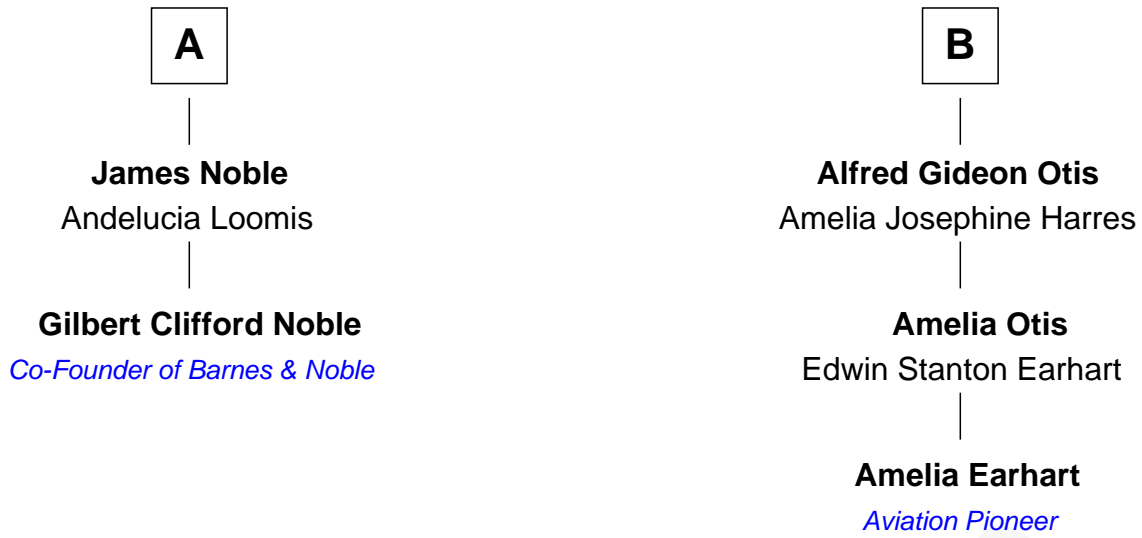 A
James Noble
Andelucia Loomis
Gilbert Clifford Noble
Co-Founder of Barnes & Noble
B
Alfred Gideon Otis
Amelia Josephine Harres
Amelia Otis
Edwin Stanton Earhart
Amelia Earhart
Aviation Pioneer